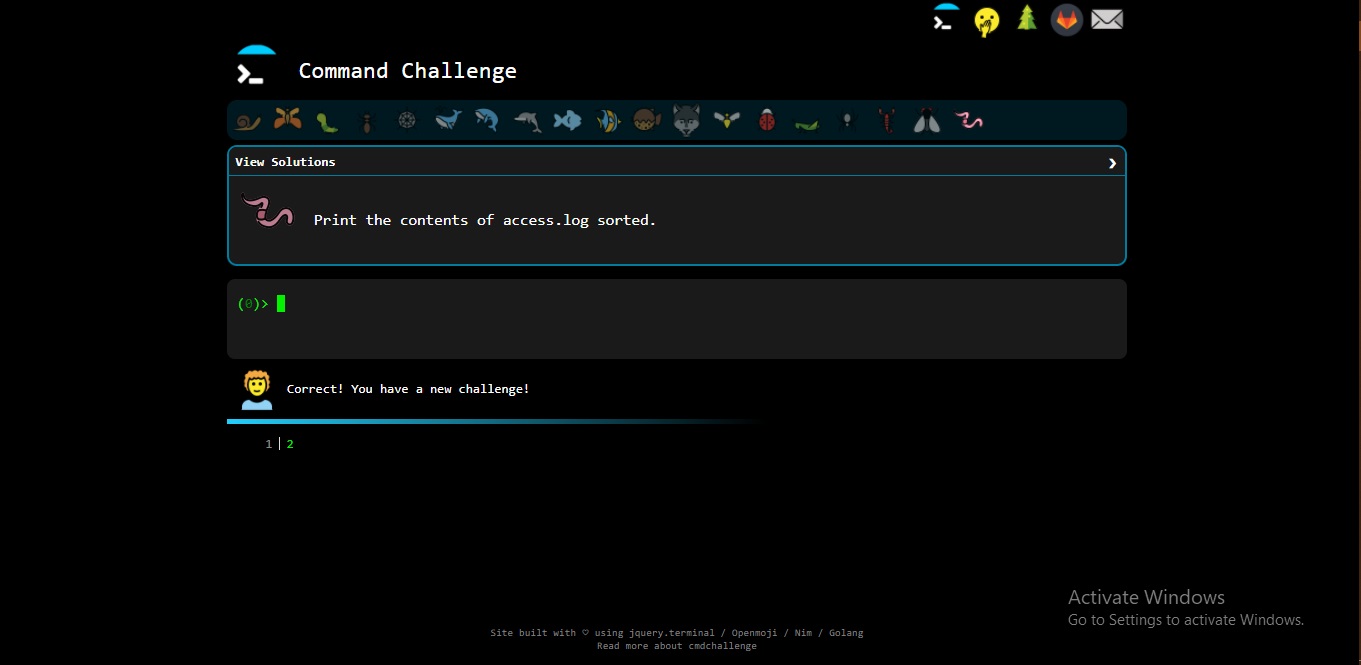 Command Challenge
View Solutions
Print the contents of access.log sorted.
(0)>
Correct! You have a new challenge!
1 2
Activate Windows
Go to Settings to activate Windows.
Site built with ♡ using jquery.terminal / Openmoji / Nim / Golang
Read more about cmdchallenge